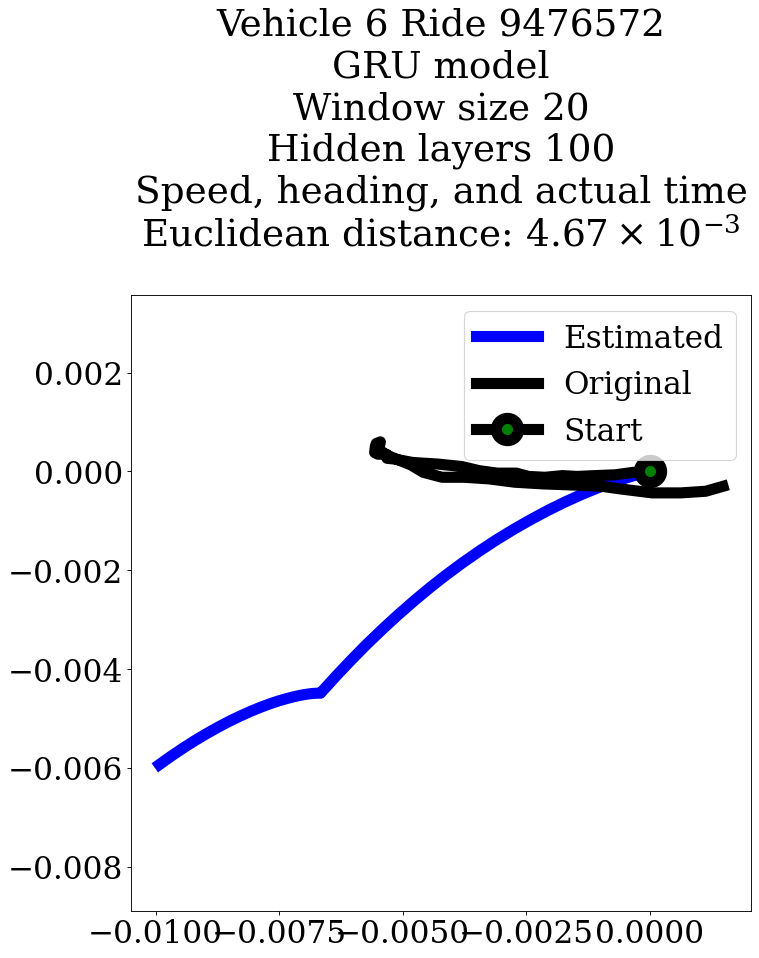 Vehicle 6 Ride 9476572
GRU model
Window size 20
Hidden layers 100
Speed, heading, and actual time
Euclidean distance: 4.67 × 10⁻³
Estimated
Original
Start
0.002
0.000
−0.002
−0.004
−0.006
−0.008
−0.0100 −0.0075 −0.0050 −0.0025 0.0000